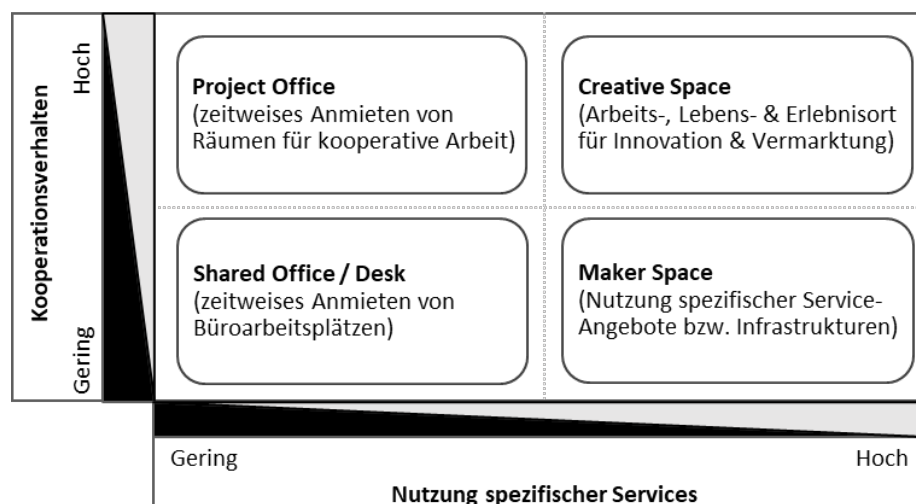 Kooperationsverhalten
Hoch
Gering
Project Office
(zeitweises Anmieten von
Räumen für kooperative Arbeit)
Creative Space
(Arbeits-, Lebens- & Erlebnisort
für Innovation & Vermarktung)
Shared Office / Desk
(zeitweises Anmieten von
Büroarbeitsplätzen)
Maker Space
(Nutzung spezifischer Service-
Angebote bzw. Infrastrukturen)
Gering
Hoch
Nutzung spezifischer Services